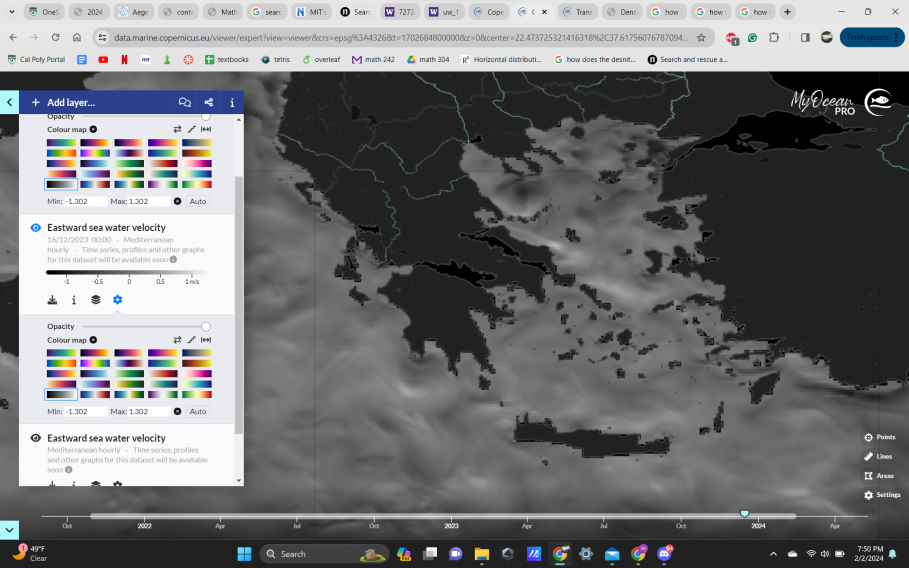 OneS
2024
Aege
conte
Math
searc
MIT's
Searc
7273
uw_1
Cope
C
Trans
Dens
how
how
how
data.marine.copernicus.eu/viewer/expert?view=viewer&crs=epsg%3A4326&t=1702684800000&z=0&center=22.473725321416318%2C37.61756076787094...
Finish update
Cal Poly Portal
YouTube
textbooks
tetris
overleaf
math 242
math 304
Horizontal distributi...
how does the desnit...
Search and rescue a...
Add layer...
MyOcean
PRO
Opacity
Colour map
Min: -1.302 Max: 1.302 Auto
Eastward sea water velocity
16/12/2023 00:00 - Mediterranean
hourly - Time series, profiles and other graphs
for this dataset will be available soon
-1 -0.5 0 0.5 1 m/s
Opacity
Colour map
Min: -1.302 Max: 1.302 Auto
Eastward sea water velocity
Mediterranean hourly - Time series, profiles
and other graphs for this dataset will be available
soon
Points
Lines
Areas
Settings
Oct 2022 Apr Jul Oct 2023 Apr Jul Oct 2024 Apr
1
49°F
Clear
Search
7:50 PM
2/2/2024